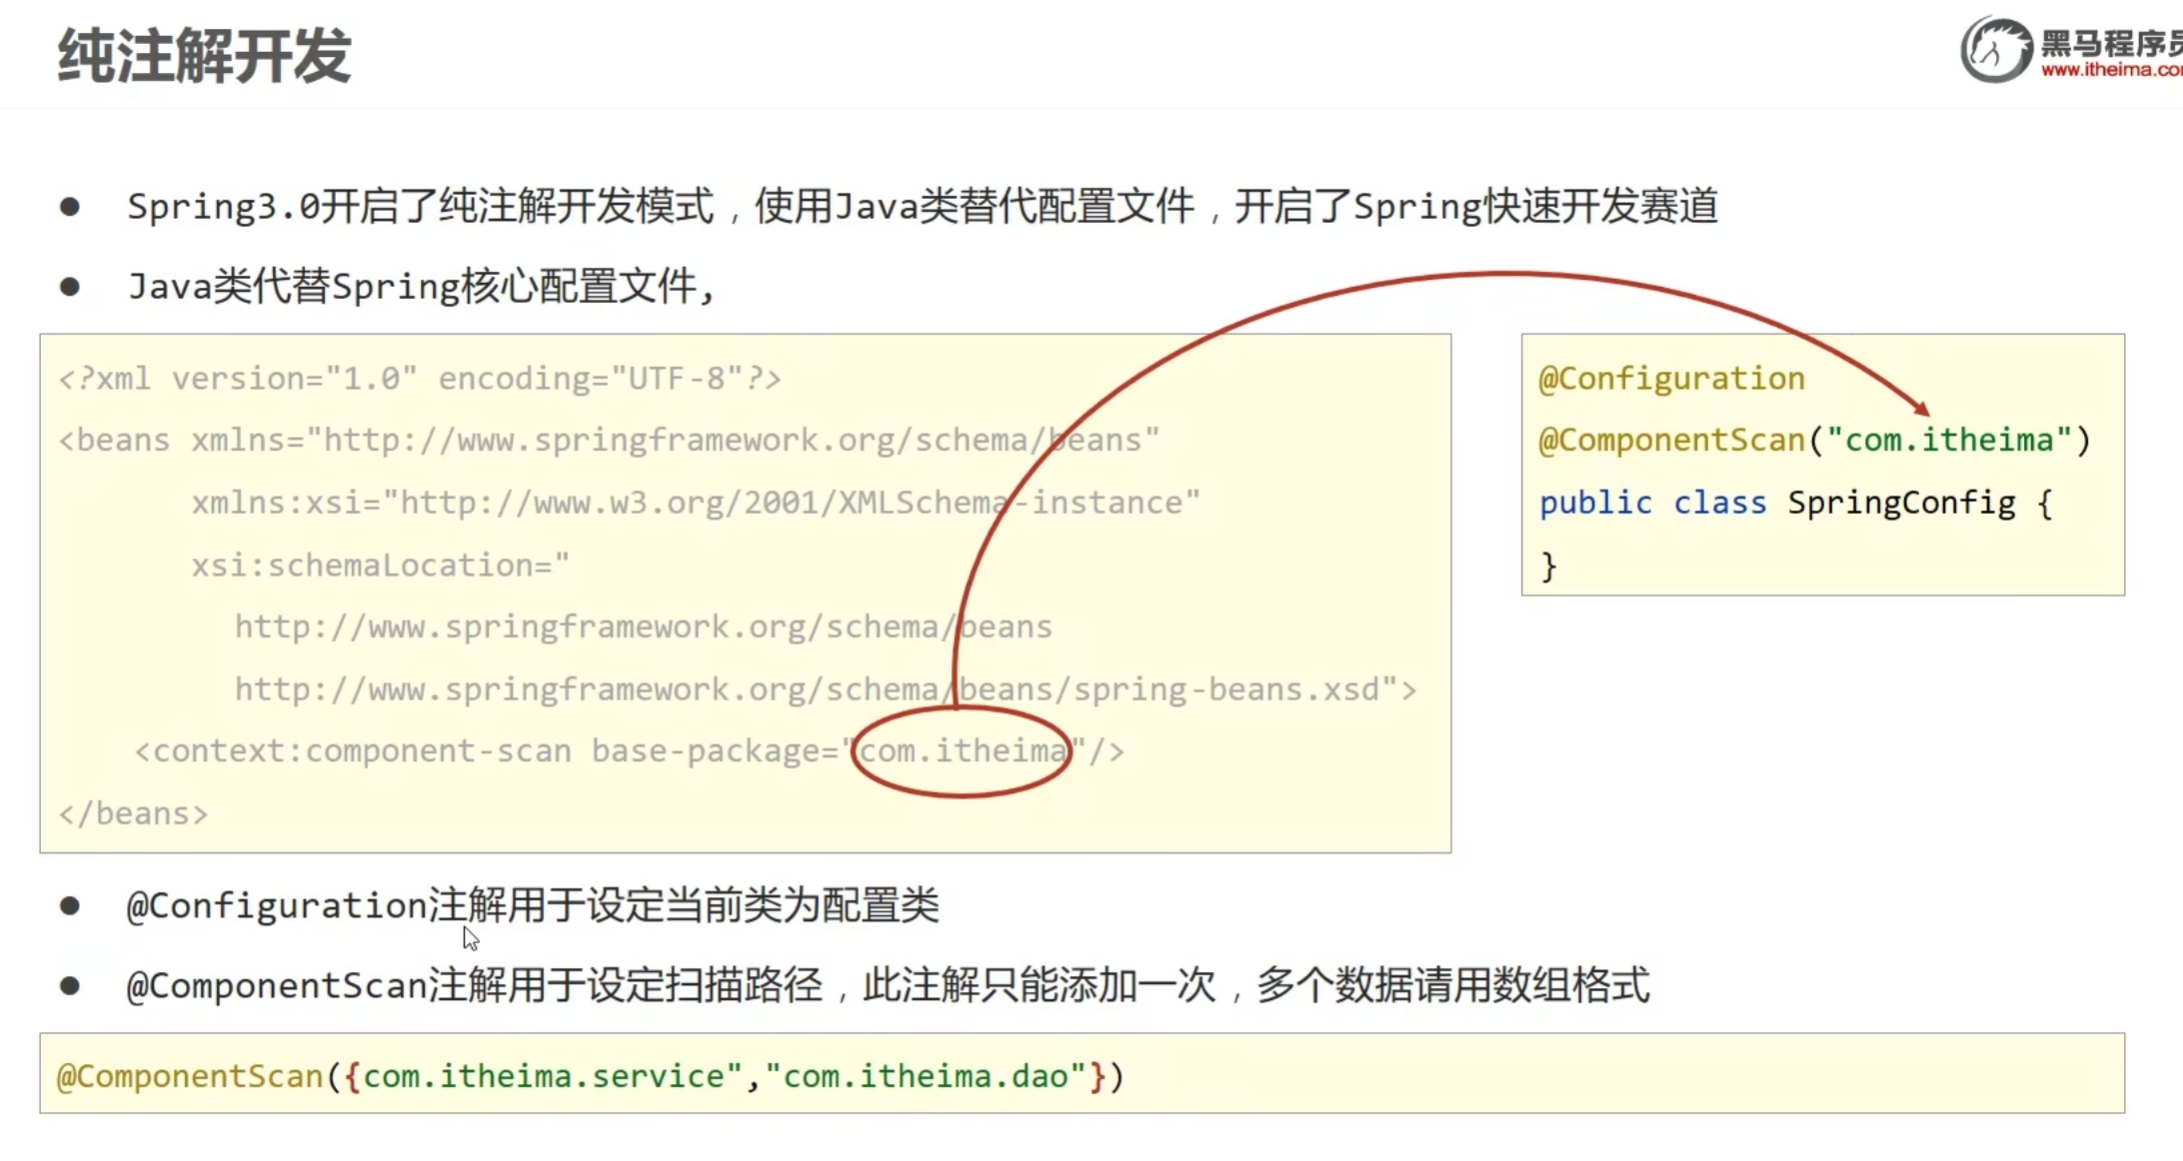 纯注解开发
黑马程序员
www.itheima.co
Spring3.0开启了纯注解开发模式，使用Java类替代配置文件，开启了Spring快速开发赛道
Java类代替Spring核心配置文件,
<?xml version="1.0" encoding="UTF-8"?>
<beans xmlns="http://www.springframework.org/schema/beans"
xmlns:xsi="http://www.w3.org/2001/XMLSchema-instance"
xsi:schemaLocation="
http://www.springframework.org/schema/beans
http://www.springframework.org/schema/beans/spring-beans.xsd">
<context:component-scan base-package="com.itheima"/>
</beans>
@Configuration
@ComponentScan("com.itheima")
public class SpringConfig {
}
@Configuration注解用于设定当前类为配置类
@ComponentScan注解用于设定扫描路径，此注解只能添加一次，多个数据请用数组格式
@ComponentScan({com.itheima.service","com.itheima.dao"})